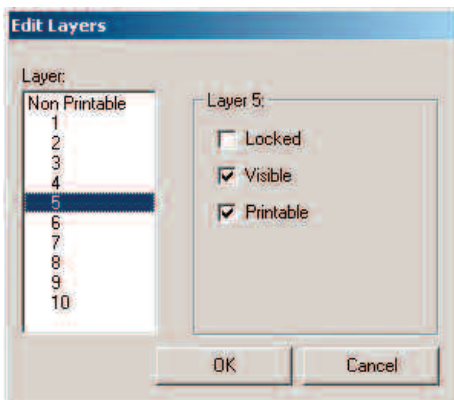 Edit Layers
Layer:
Non Printable
1
2
3
4
5
6
7
8
9
10
Layer 5:
Locked
Visible
Printable
OK
Cancel